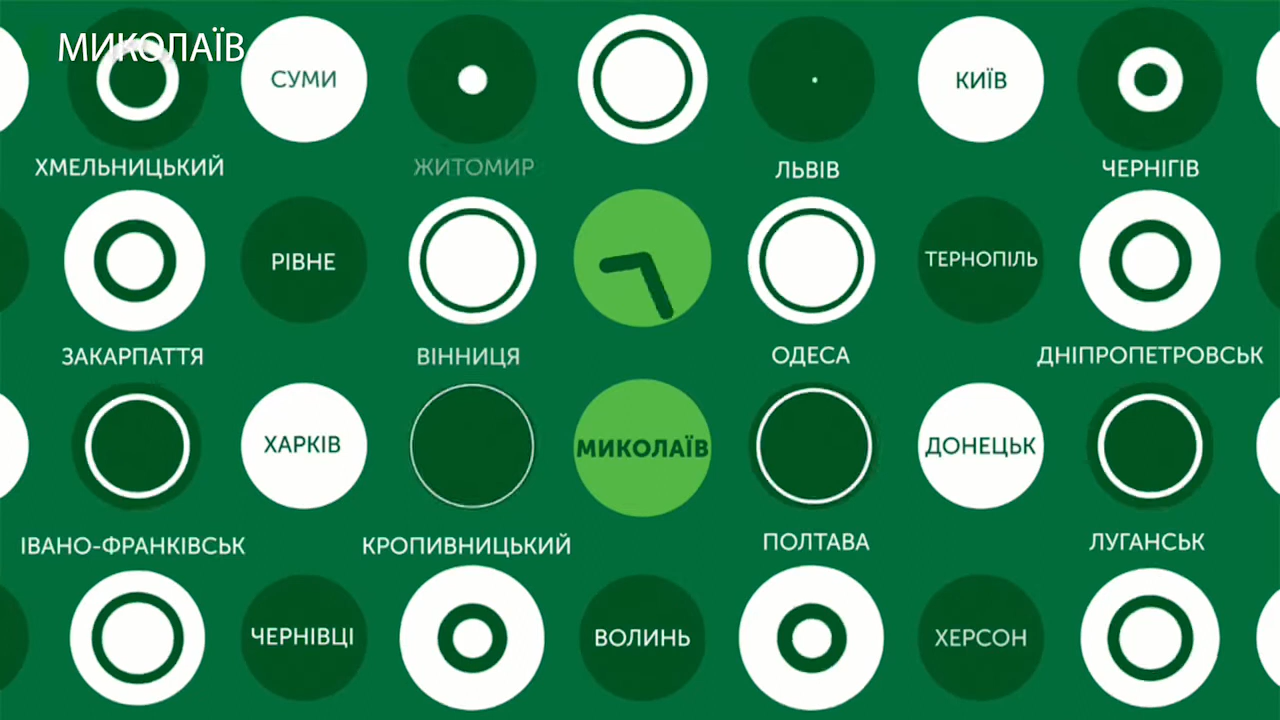 МИКОЛАЇВ
СУМИ
КИЇВ
ХМЕЛЬНИЦЬКИЙ
ЖИТОМИР
ЛЬВІВ
ЧЕРНІГІВ
РІВНЕ
ТЕРНОПІЛЬ
ЗАКАРПАТТЯ
ВІННИЦЯ
ОДЕСА
ДНІПРОПЕТРОВСЬК
ХАРКІВ
МИКОЛАЇВ
ДОНЕЦЬК
ІВАНО-ФРАНКІВСЬК
КРОПИВНИЦЬКИЙ
ПОЛТАВА
ЛУГАНСЬК
ЧЕРНІВЦІ
ВОЛИНЬ
ХЕРСОН